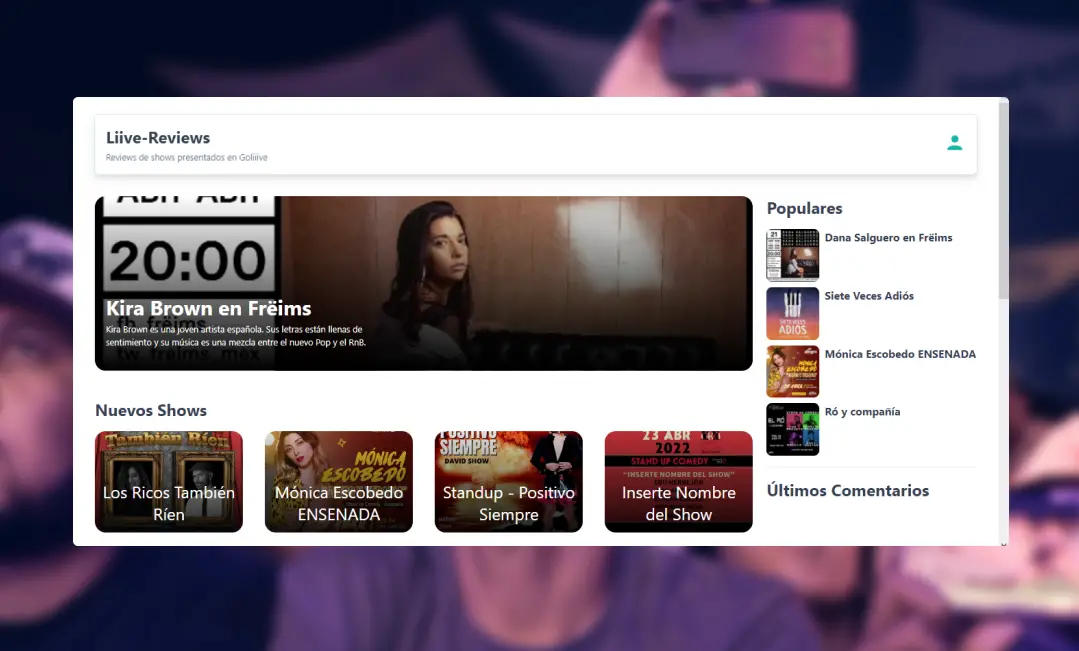 Liive-Reviews
Reviews de shows presentados en Goliiive
20:00
Kira Brown en Frëims
Kira Brown es una joven artista española. Sus letras están llenas de
sentimiento y su música es una mezcla entre el nuevo Pop y el RnB.
fb_frëims
tw_freims_mex
Populares
Dana Salguero en Frëims
SIETE VECES
ADIÓS
Siete Veces Adiós
Mónica Escobedo ENSENADA
Ró y compañía
Últimos Comentarios
Nuevos Shows
También Ríen
Los Ricos También
Ríen
MÓNICA
ESCOBEDO
Mónica Escobedo
ENSENADA
POSITIVO
SIEMPRE
DAVID SHOW
Standup - Positivo
Siempre
23 ABR
2022
STAND UP COMEDY
"INSERTE NOMBRE DEL SHOW"
Inserte Nombre
del Show